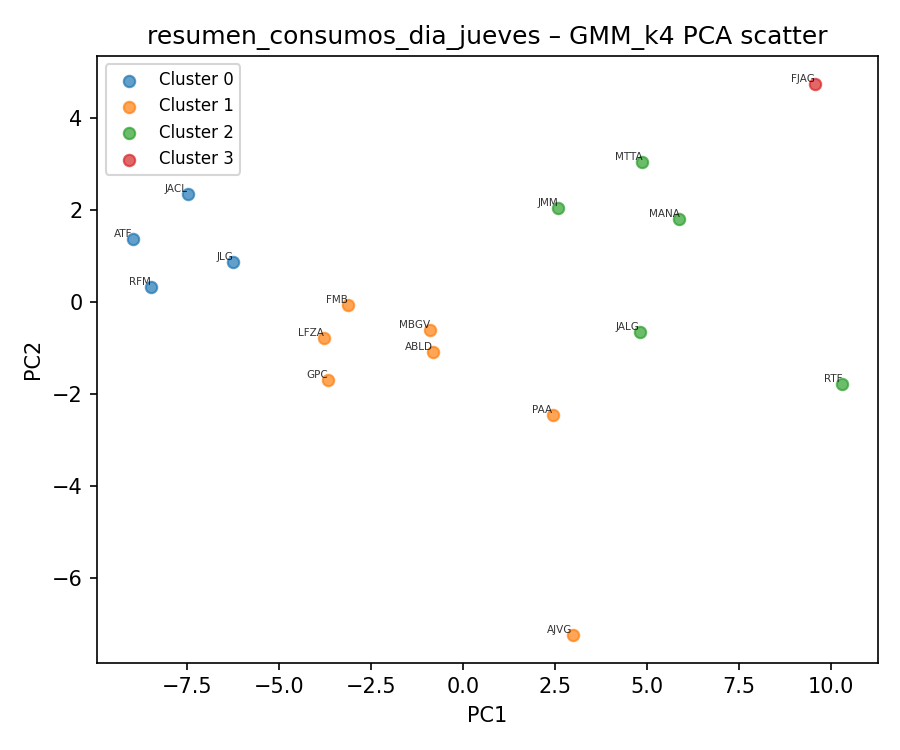 resumen_consumos_dia_jueves – GMM_k4 PCA scatter
Cluster 0
Cluster 1
Cluster 2
Cluster 3
FJAG
MTTA
JACL
JMM
MANA
ATF
JLG
RFM
FMB
MBGV
LFZA
ABLD
JALG
GPC
RTF
PAA
AJVG
4
2
0
−2
−4
−6
PC2
−7.5
−5.0
−2.5
0.0
2.5
5.0
7.5
10.0
PC1